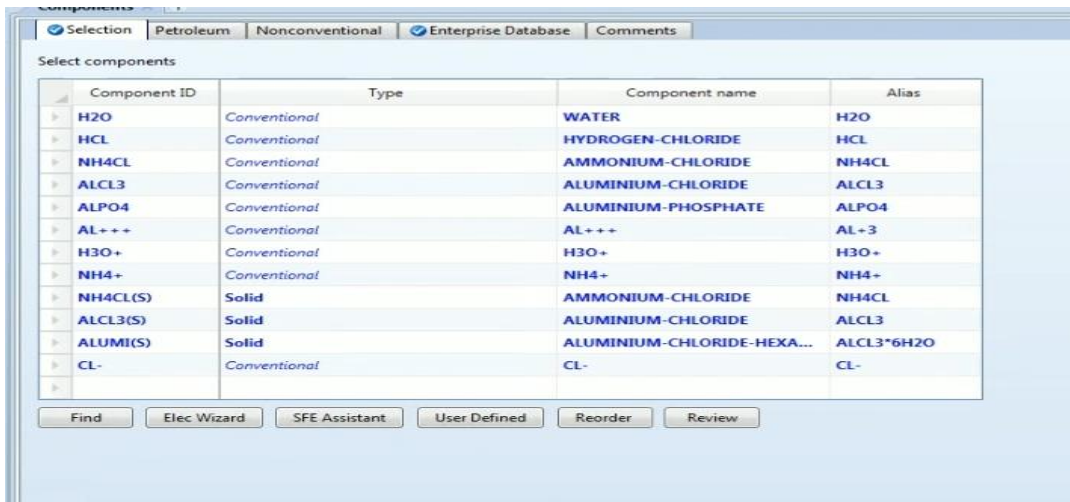 Components
Selection Petroleum Nonconventional Enterprise Database Comments
Select components
Component ID Type Component name Alias
H2O Conventional WATER H2O
HCL Conventional HYDROGEN-CHLORIDE HCL
NH4CL Conventional AMMONIUM-CHLORIDE NH4CL
ALCL3 Conventional ALUMINIUM-CHLORIDE ALCL3
ALPO4 Conventional ALUMINIUM-PHOSPHATE ALPO4
AL+++ Conventional AL+++ AL+3
H3O+ Conventional H3O+ H3O+
NH4+ Conventional NH4+ NH4+
NH4CL(S) Solid AMMONIUM-CHLORIDE NH4CL
ALCL3(S) Solid ALUMINIUM-CHLORIDE ALCL3
ALUMI(S) Solid ALUMINIUM-CHLORIDE-HEXA... ALCL3*6H2O
CL- Conventional CL- CL-
Find Elec Wizard SFE Assistant User Defined Reorder Review